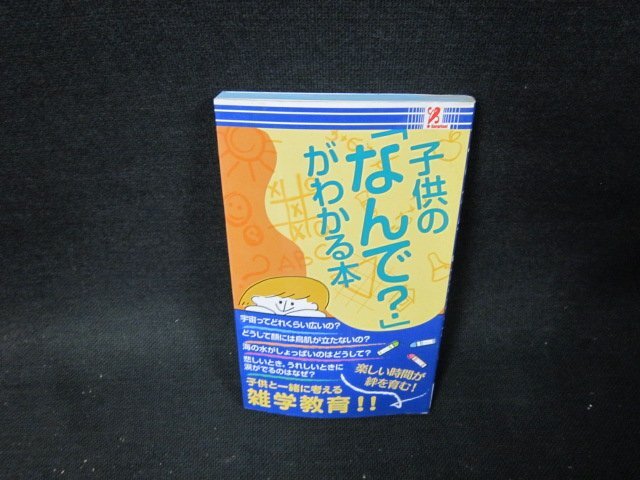 子供の
「なんで？」
がわかる本
3+C
ABC
宇宙ってどれくらい広いの？
どうして顔には鳥肌が立たないの？
海の水がしょっぱいのはどうして？
悲しいとき、うれしいときに
涙がでるのはなぜ？
楽しい時間が
絆を育む！
子供と一緒に考える
雑学教育！！